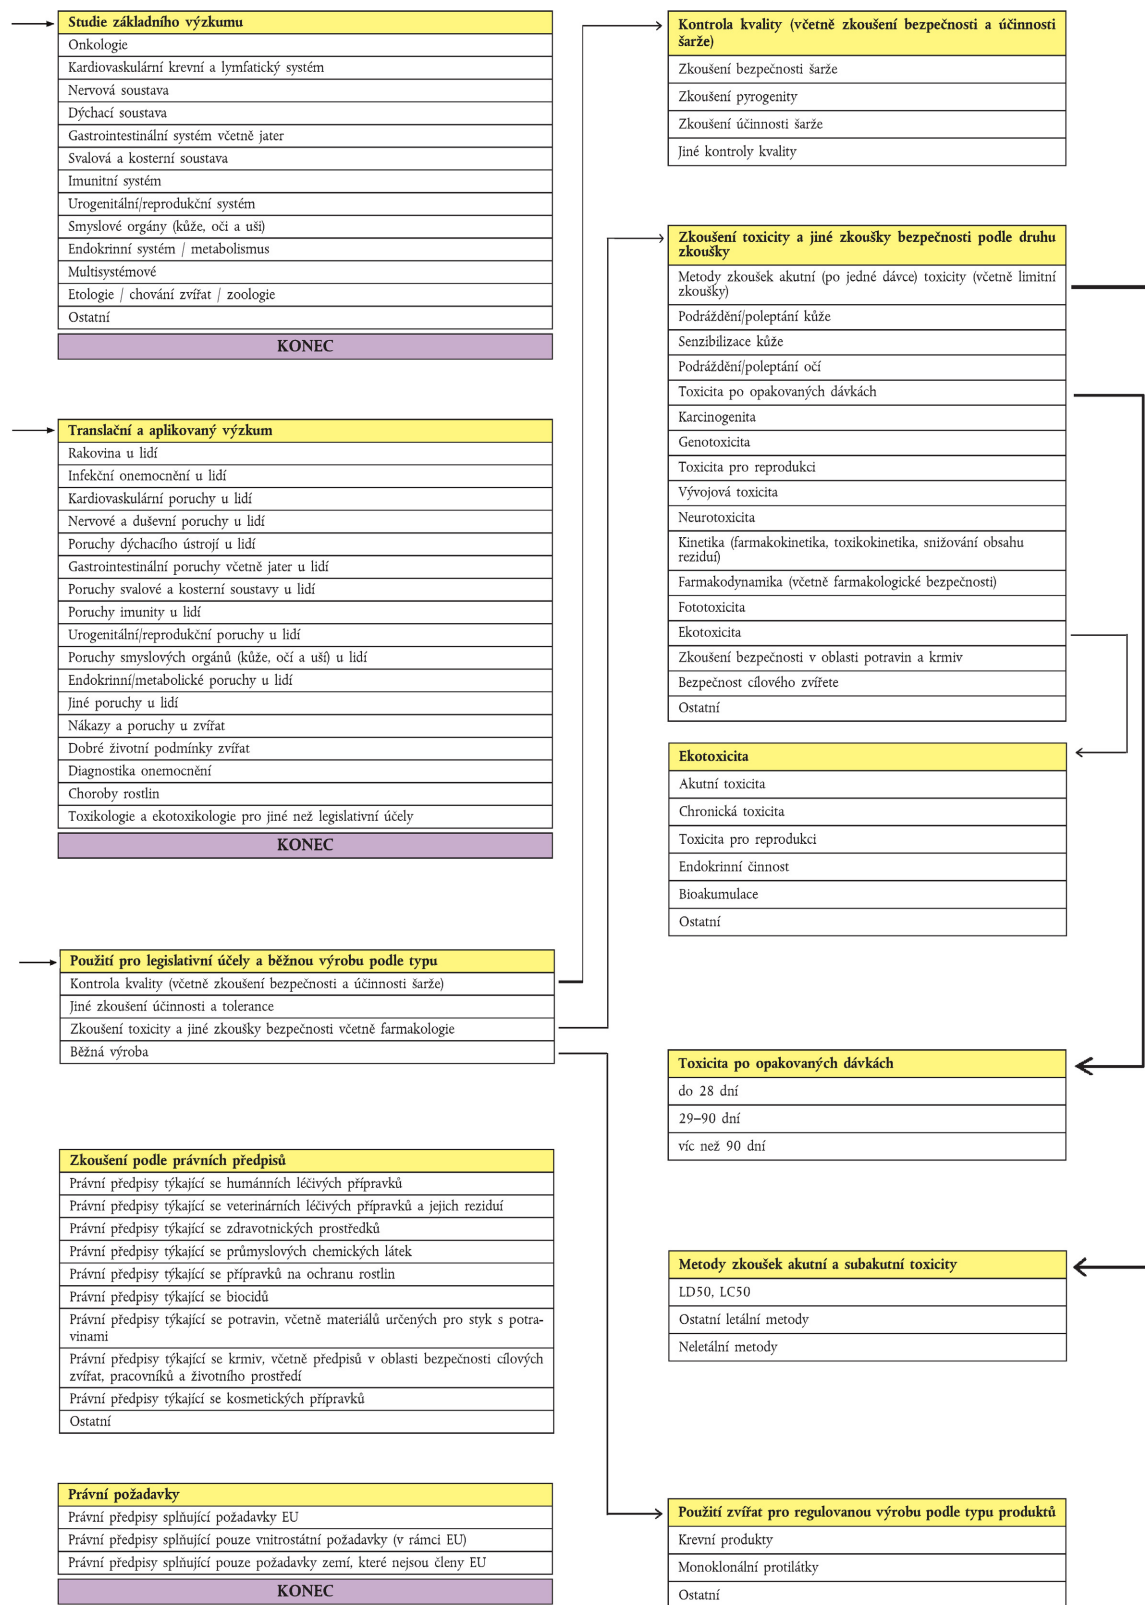 Studie základního výzkumu
Onkologie
Kardiovaskulární krevní a lymfatický systém
Nervová soustava
Dýchací soustava
Gastrointestinální systém včetně jater
Svalová a kosterní soustava
Imunitní systém
Urogenitální/reprodukční systém
Smyslové orgány (kůže, oči a uši)
Endokrinní systém / metabolismus
Multisystémové
Etologie / chování zvířat / zoologie
Ostatní
KONEC
Translační a aplikovaný výzkum
Rakovina u lidí
Infekční onemocnění u lidí
Kardiovaskulární poruchy u lidí
Nervové a duševní poruchy u lidí
Poruchy dýchacího ústrojí u lidí
Gastrointestinální poruchy včetně jater u lidí
Poruchy svalové a kosterní soustavy u lidí
Poruchy imunity u lidí
Urogenitální/reprodukční poruchy u lidí
Poruchy smyslových orgánů (kůže, očí a uší) u lidí
Endokrinní/metabolické poruchy u lidí
Jiné poruchy u lidí
Nákazy a poruchy u zvířat
Dobré životní podmínky zvířat
Diagnostika onemocnění
Choroby rostlin
Toxikologie a ekotoxikologie pro jiné než legislativní účely
KONEC
Použití pro legislativní účely a běžnou výrobu podle typu
Kontrola kvality (včetně zkoušení bezpečnosti a účinnosti šarže)
Jiné zkoušení účinnosti a tolerance
Zkoušení toxicity a jiné zkoušky bezpečnosti včetně farmakologie
Běžná výroba
Zkoušení podle právních předpisů
Právní předpisy týkající se humánních léčivých přípravků
Právní předpisy týkající se veterinárních léčivých přípravků a jejich reziduí
Právní předpisy týkající se zdravotnických prostředků
Právní předpisy týkající se průmyslových chemických látek
Právní předpisy týkající se přípravků na ochranu rostlin
Právní předpisy týkající se biocidů
Právní předpisy týkající se potravin, včetně materiálů určených pro styk s potra-
vinami
Právní předpisy týkající se krmiv, včetně předpisů v oblasti bezpečnosti cílových
zvířat, pracovníků a životního prostředí
Právní předpisy týkající se kosmetických přípravků
Ostatní
Právní požadavky
Právní předpisy splňující požadavky EU
Právní předpisy splňující pouze vnitrostátní požadavky (v rámci EU)
Právní předpisy splňující pouze požadavky zemí, které nejsou členy EU
KONEC
Kontrola kvality (včetně zkoušení bezpečnosti a účinnosti
šarže)
Zkoušení bezpečnosti šarže
Zkoušení pyrogenity
Zkoušení účinnosti šarže
Jiné kontroly kvality
Zkoušení toxicity a jiné zkoušky bezpečnosti podle druhu
zkoušky
Metody zkoušek akutní (po jedné dávce) toxicity (včetně limitní
zkoušky)
Podráždění/poleptání kůže
Senzibilizace kůže
Podráždění/poleptání očí
Toxicita po opakovaných dávkách
Karcinogenita
Genotoxicita
Toxicita pro reprodukci
Vývojová toxicita
Neurotoxicita
Kinetika (farmakokinetika, toxikokinetika, snižování obsahu
reziduí)
Farmakodynamika (včetně farmakologické bezpečnosti)
Fototoxicita
Ekotoxicita
Zkoušení bezpečnosti v oblasti potravin a krmiv
Bezpečnost cílového zvířete
Ostatní
Ekotoxicita
Akutní toxicita
Chronická toxicita
Toxicita pro reprodukci
Endokrinní činnost
Bioakumulace
Ostatní
Toxicita po opakovaných dávkách
do 28 dní
29–90 dní
víc než 90 dní
Metody zkoušek akutní a subakutní toxicity
LD50, LC50
Ostatní letální metody
Neletální metody
Použití zvířat pro regulovanou výrobu podle typu produktů
Krevní produkty
Monoklonální protilátky
Ostatní